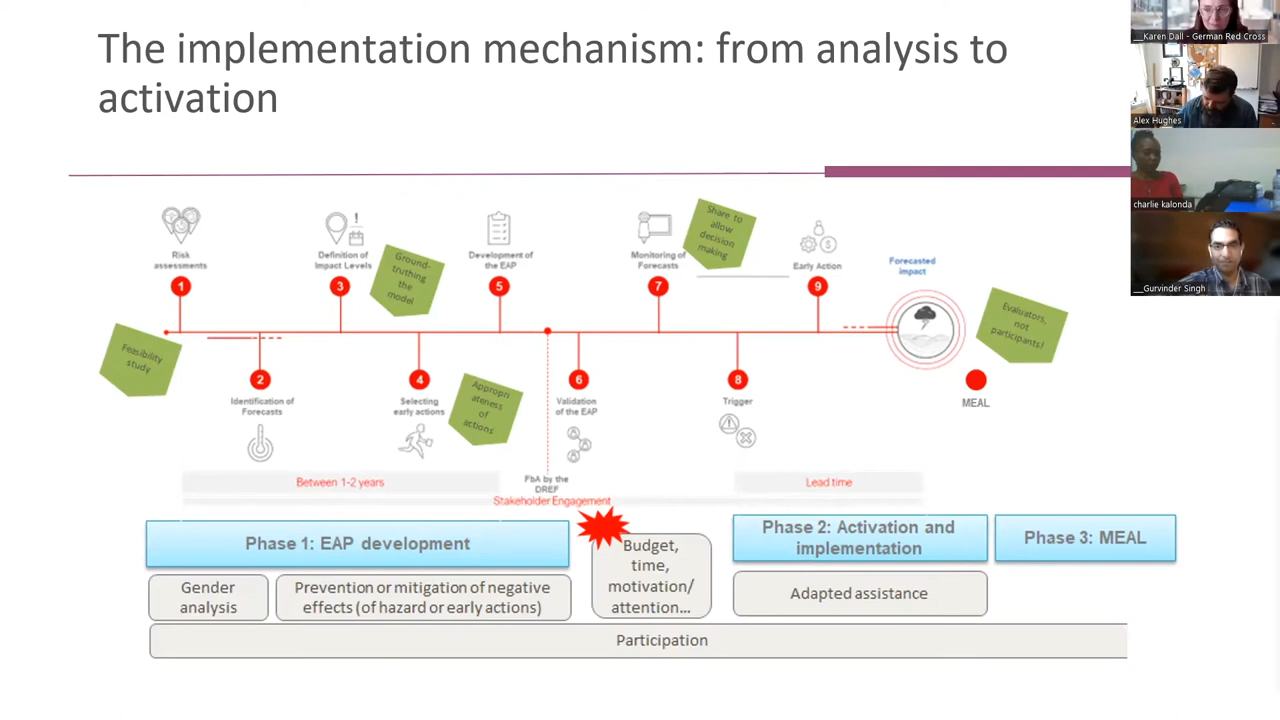 The implementation mechanism: from analysis to
activation
__Karen Dall - German Red Cross
Alex Hughes
charlie kalonda
__Gurvinder Singh
Risk
assessments
1
Definition of
Impact Levels
3
Ground-
truthing
the
model
Development of
the EAP
5
Monitoring of
Forecasts
7
Share to
allow
decision
making
Early Action
9
Forecasted
impact
Evaluators,
not
participants!
Feasibility
study
2
Identification of
Forecasts
4
Selecting
early actions
Appropri
ateness
of
actions
6
Validation
of the EAP
8
Trigger
MEAL
Between 1-2 years
FbA by the
DREF
Lead time
Stakeholder Engagement
Phase 1: EAP development
Budget,
time,
motivation/
attention...
Phase 2: Activation and
implementation
Phase 3: MEAL
Gender
analysis
Prevention or mitigation of negative
effects (of hazard or early actions)
Adapted assistance
Participation